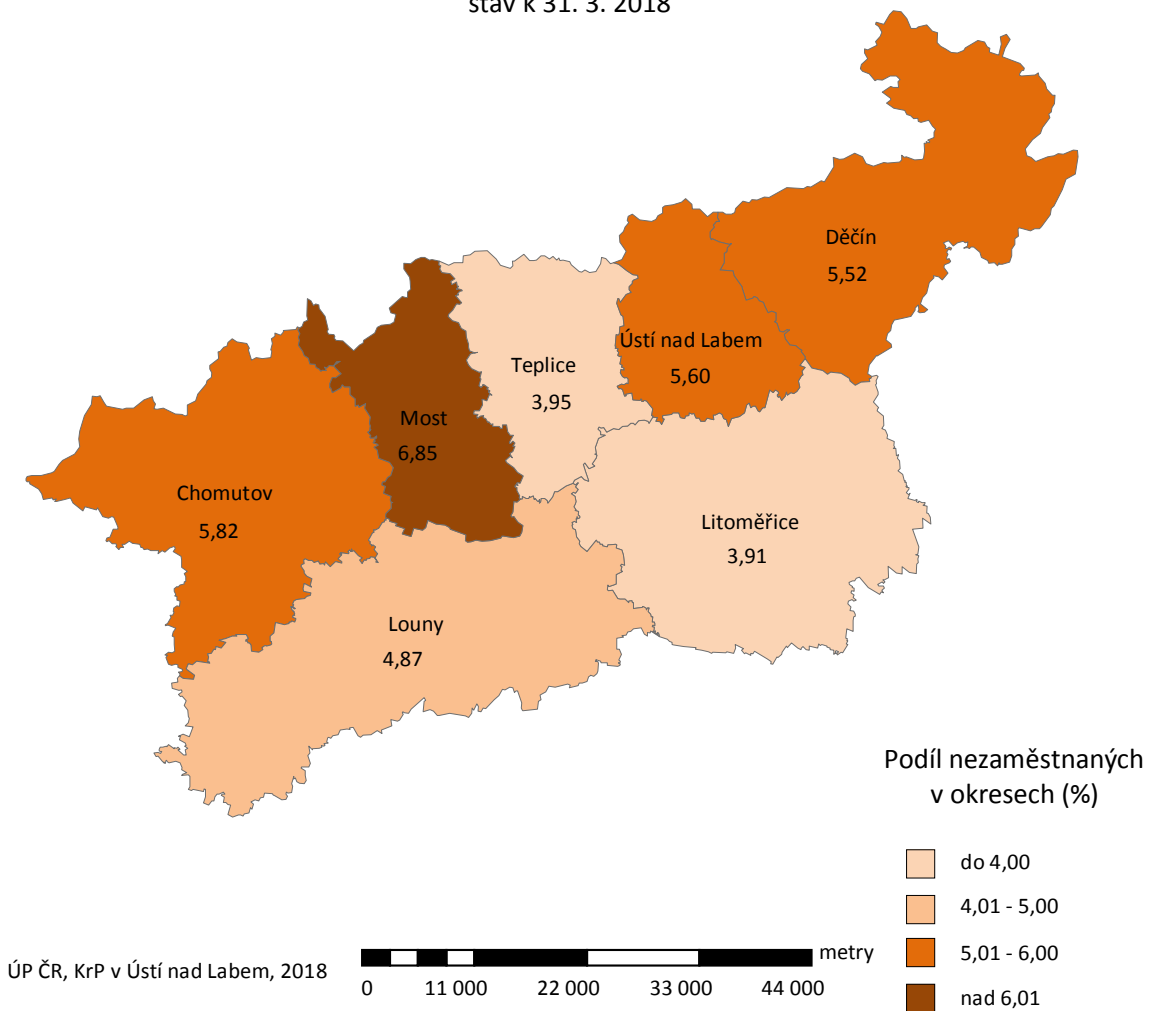 stav k 31. 3. 2018
Děčín
5,52
Ústí nad Labem
5,60
Teplice
3,95
Most
6,85
Chomutov
5,82
Litoměřice
3,91
Louny
4,87
Podíl nezaměstnaných
v okresech (%)
do 4,00
4,01 - 5,00
5,01 - 6,00
nad 6,01
metry
0 11 000 22 000 33 000 44 000
ÚP ČR, KrP v Ústí nad Labem, 2018